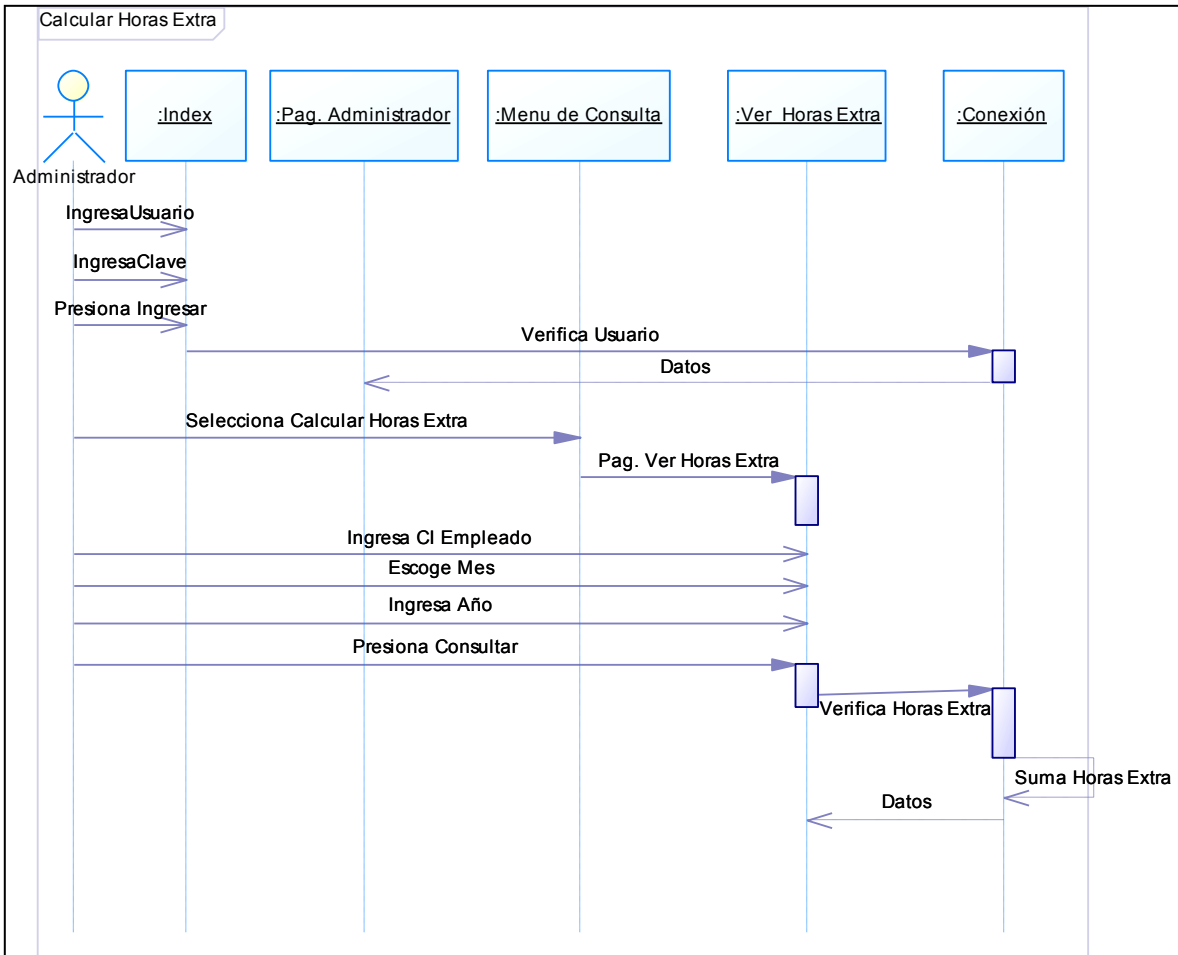 Calcular Horas Extra
:Index
:Pag. Administrador
:Menu de Consulta
:Ver Horas Extra
:Conexión
Administrador
IngresaUsuario
IngresaClave
Presiona Ingresar
Verifica Usuario
Datos
Selecciona Calcular Horas Extra
Pag. Ver Horas Extra
Ingresa CI Empleado
Escoge Mes
Ingresa Año
Presiona Consultar
Verifica Horas Extra
Suma Horas Extra
Datos